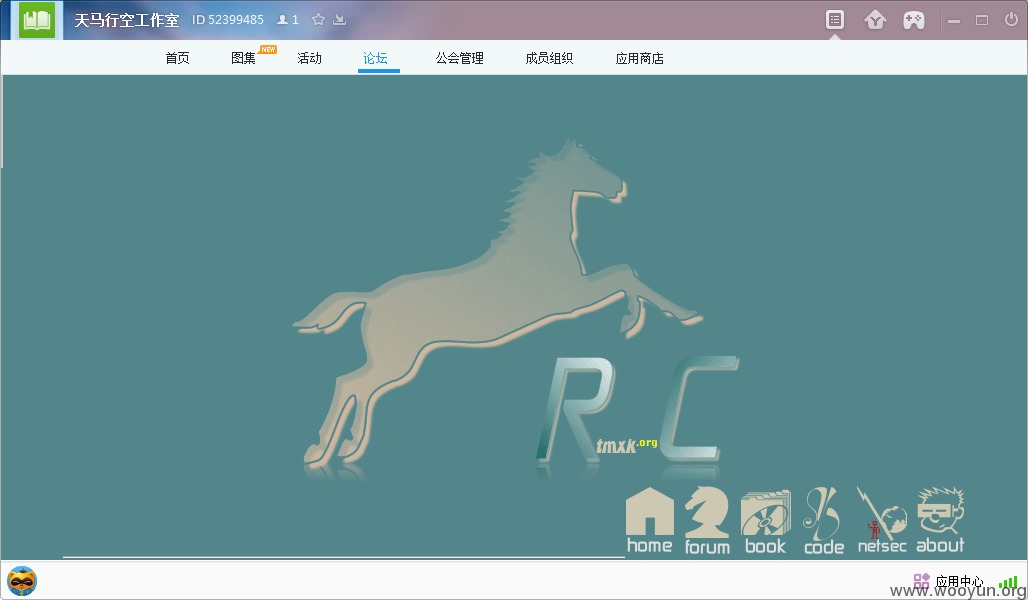 天马行空工作室 ID 52399485 1
首页 图集 NEW 活动 论坛 公会管理 成员组织 应用商店
RC
tmxk.org
home forum book code netsec about
应用中心
www.wooyun.org